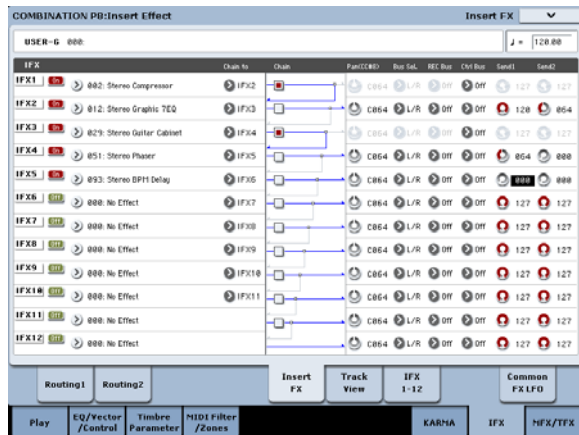 COMBINATION P8:Insert Effect Insert FX
USER-G 000: ♩= 120.00
IFX Chain to Chain Pan(CC#8) Bus Sel. REC Bus Ctrl Bus Send1 Send2
IFX1 On 002: Stereo Compressor IFX2 C064 L/R Off Off 127 127
IFX2 On 012: Stereo Graphic 7EQ IFX3 C064 L/R Off Off 120 064
IFX3 On 029: Stereo Guitar Cabinet IFX4 C064 L/R Off Off 127 127
IFX4 On 051: Stereo Phaser IFX5 C064 L/R Off Off 064 000
IFX5 On 093: Stereo BPM Delay IFX6 C064 L/R Off Off 000 000
IFX6 Off 000: No Effect IFX7 C064 L/R Off Off 127 127
IFX7 Off 000: No Effect IFX8 C064 L/R Off Off 127 127
IFX8 Off 000: No Effect IFX9 C064 L/R Off Off 127 127
IFX9 Off 000: No Effect IFX10 C064 L/R Off Off 127 127
IFX10 Off 000: No Effect IFX11 C064 L/R Off Off 127 127
IFX11 Off 000: No Effect C064 L/R Off Off 127 127
IFX12 Off 000: No Effect C064 L/R Off Off 127 127
Routing1 Routing2 Insert FX Track View IFX 1-12 Common FX LFO
Play EQ/Vector /Control Timbre Parameter MIDI Filter /Zones KARMA IFX MFX/TFX